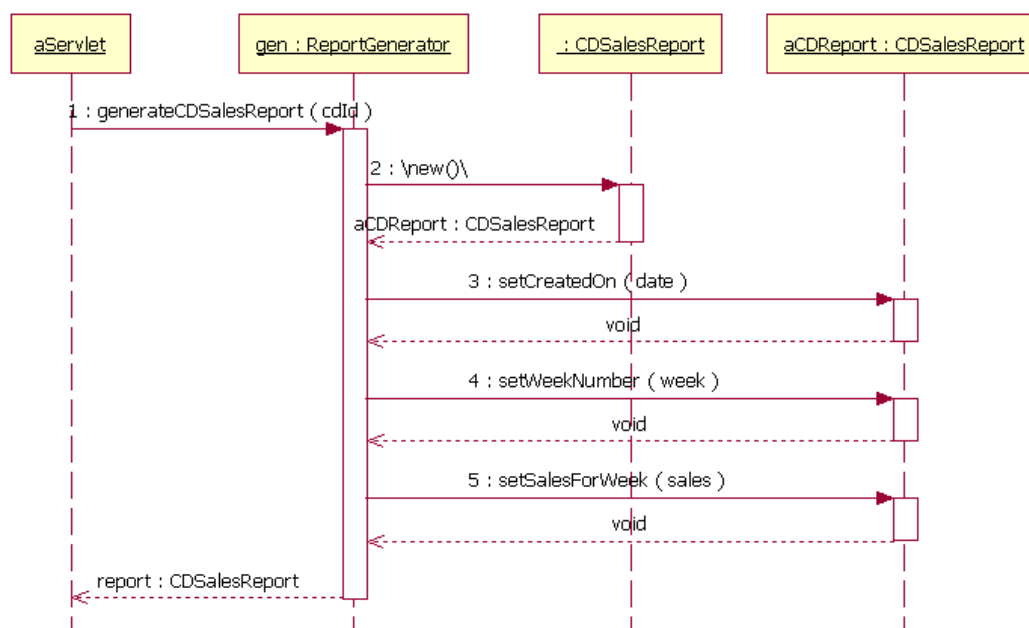 aServlet
gen : ReportGenerator
: CDSalesReport
aCDReport : CDSalesReport
1 : generateCDSalesReport ( cdId )
2 : \new()\
aCDReport : CDSalesReport
3 : setCreatedOn ( date )
void
4 : setWeekNumber ( week )
void
5 : setSalesForWeek ( sales )
void
report : CDSalesReport